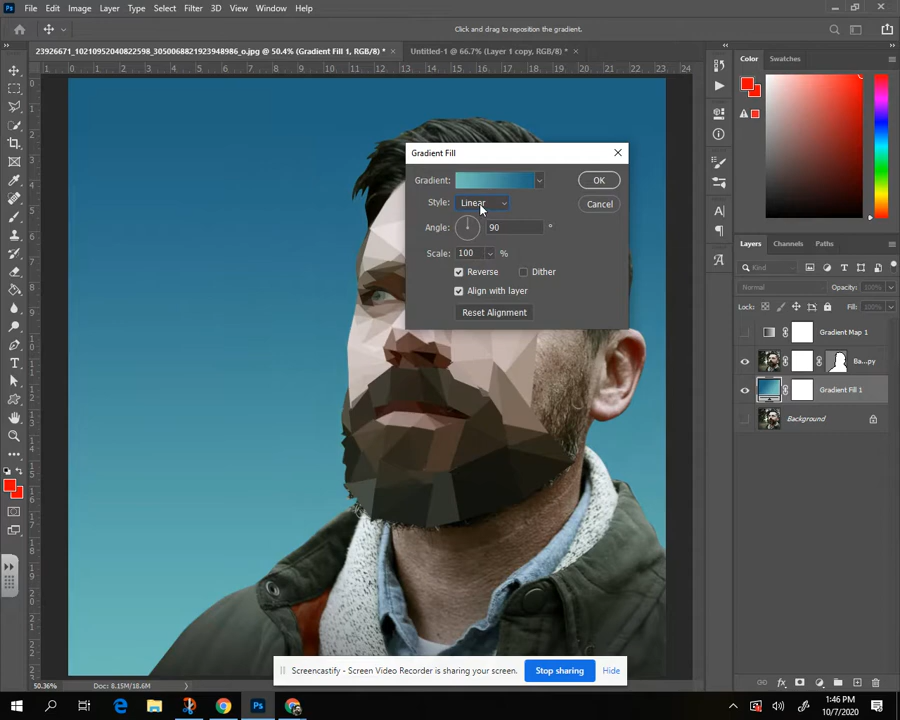 File Edit Image Layer Type Select Filter 3D View Window Help
Click and drag to reposition the gradient.
23926671_10210952040822598_3050068821923948986_o.jpg @ 50.4% (Gradient Fill 1, RGB/8) *
Untitled-1 @ 66.7% (Layer 1 copy, RGB/8) *
Color Swatches
Gradient Fill
Gradient:
OK
Style: Linear
Cancel
Angle: 90 °
Scale: 100 %
Reverse Dither
Align with layer
Reset Alignment
Layers Channels Paths
Kind
Normal Opacity: 100%
Lock: Fill: 100%
Gradient Map 1
Ba...py
Gradient Fill 1
Background
Screencastify - Screen Video Recorder is sharing your screen.
Stop sharing
Hide
50.36% Doc: 8.15M/18.6M
1:46 PM
10/7/2020